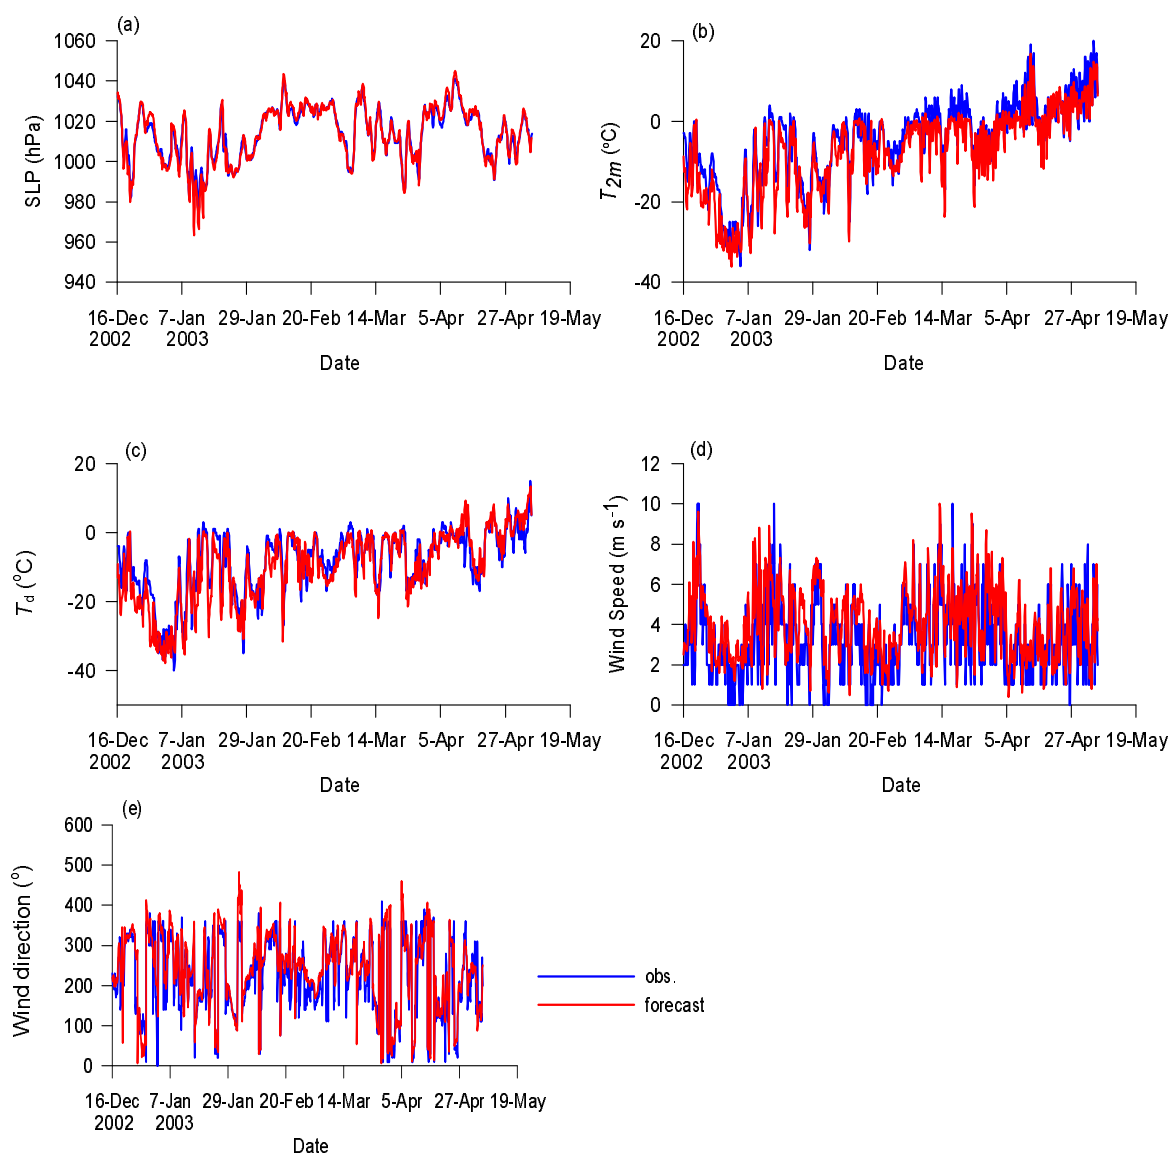 (a)
1060
1040
1020
1000
980
960
940
SLP (hPa)
16-Dec 7-Jan 29-Jan 20-Feb 14-Mar 5-Apr 27-Apr 19-May
2002 2003
Date
(b)
20
0
-20
-40
T2m (ºC)
16-Dec 7-Jan 29-Jan 20-Feb 14-Mar 5-Apr 27-Apr 19-May
2002 2003
Date
(c)
20
0
-20
-40
Td (°C)
16-Dec 7-Jan 29-Jan 20-Feb 14-Mar 5-Apr 27-Apr 19-May
2002 2003
Date
(d)
12
10
8
6
4
2
0
Wind Speed (m s-1)
16-Dec 7-Jan 29-Jan 20-Feb 14-Mar 5-Apr 27-Apr 19-May
2002 2003
Date
(e)
600
500
400
300
200
100
0
Wind direction (°)
16-Dec 7-Jan 29-Jan 20-Feb 14-Mar 5-Apr 27-Apr 19-May
2002 2003
Date
obs.
forecast